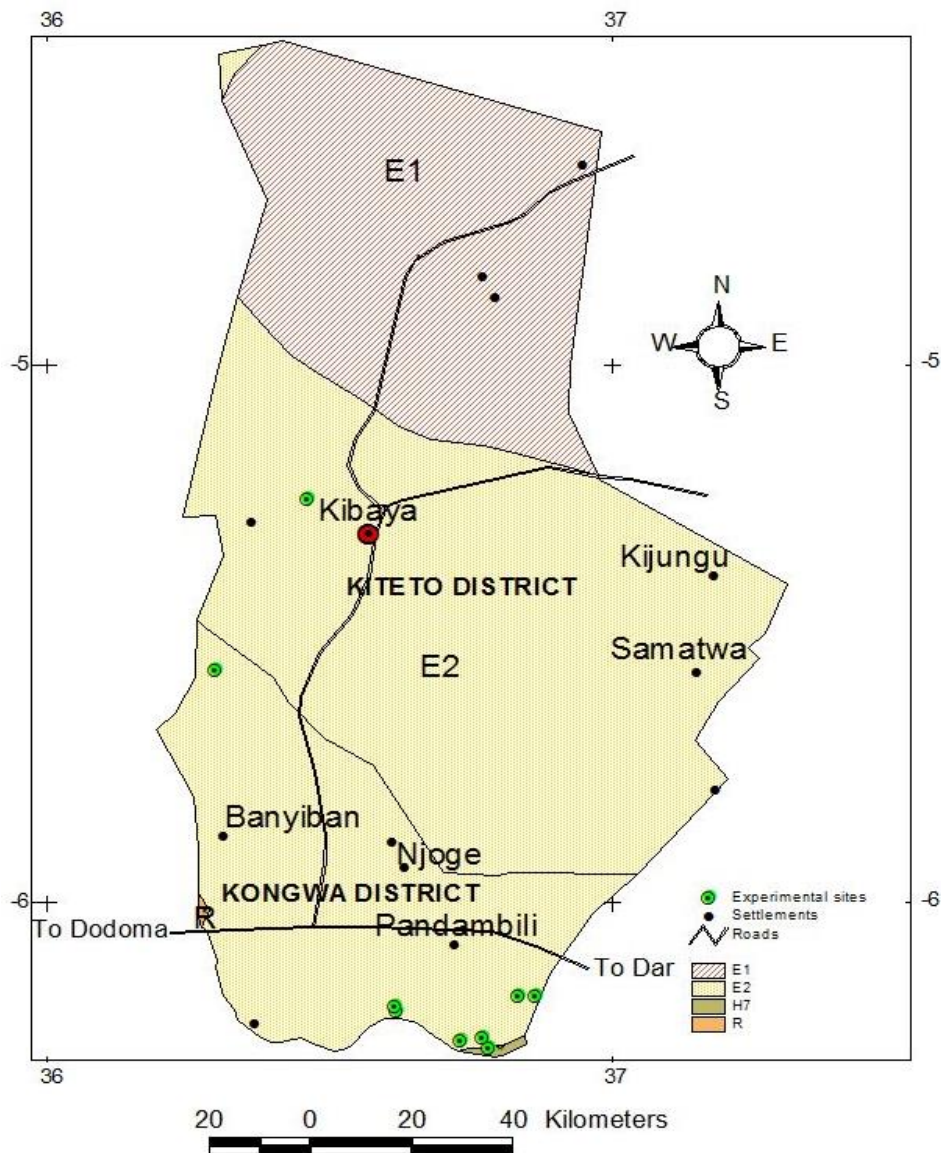 36 37
N
E1
W E
S
-5 -5
Kibaya
Kijungu
KITETO DISTRICT
Samatwa
E2
Banyiban
Njoge
KONGWA DISTRICT
Experimental sites
-6 -6
R
Settlements
To Dodoma
Pandambili
Roads
To Dar
E1
E2
H7
R
36 37
20 0 20 40 Kilometers